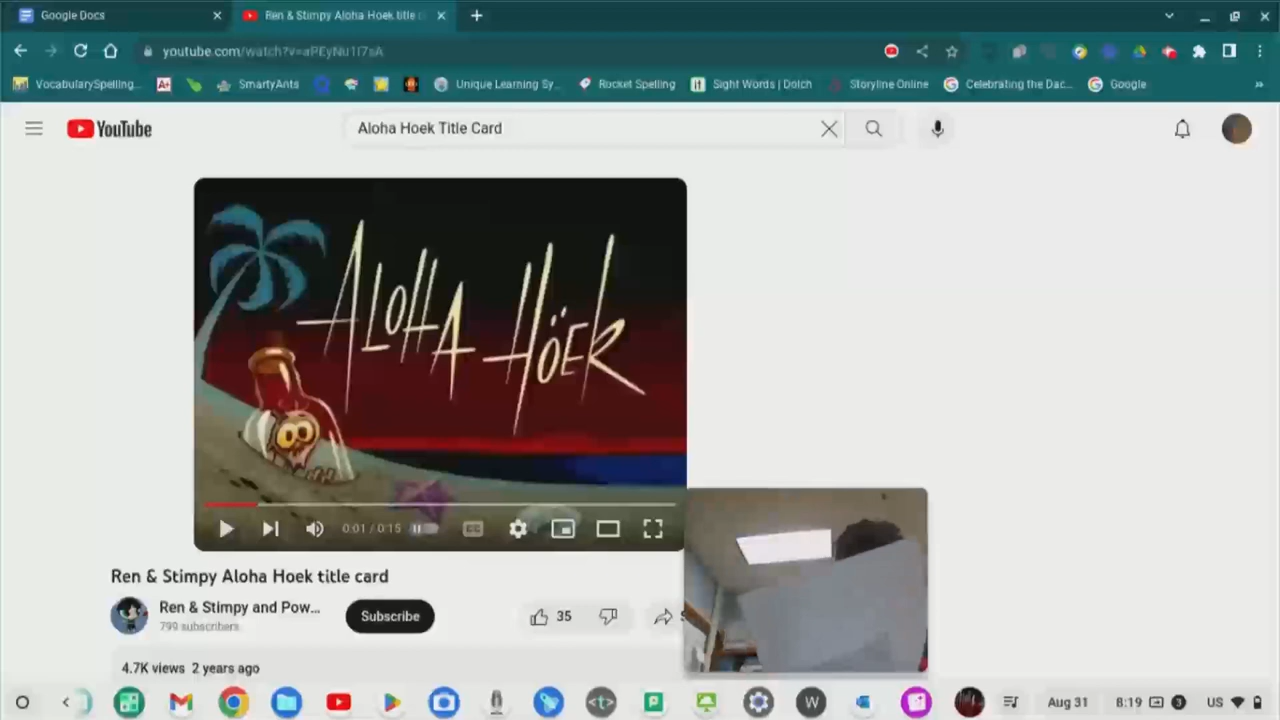 Google Docs
Ren & Stimpy Aloha Hoek title c
youtube.com/watch?v=aPEyNu1I7sA
VocabularySpelling...
A+
SmartyAnts
Unique Learning Sy...
Rocket Spelling
Sight Words | Dolch
Storyline Online
Celebrating the Dac...
Google
YouTube
Aloha Hoek Title Card
ALOHA HÖEK
0:01 / 0:15
CC
Ren & Stimpy Aloha Hoek title card
Ren & Stimpy and Pow...
799 subscribers
Subscribe
35
4.7K views 2 years ago
W
Aug 31
8:19
3
US